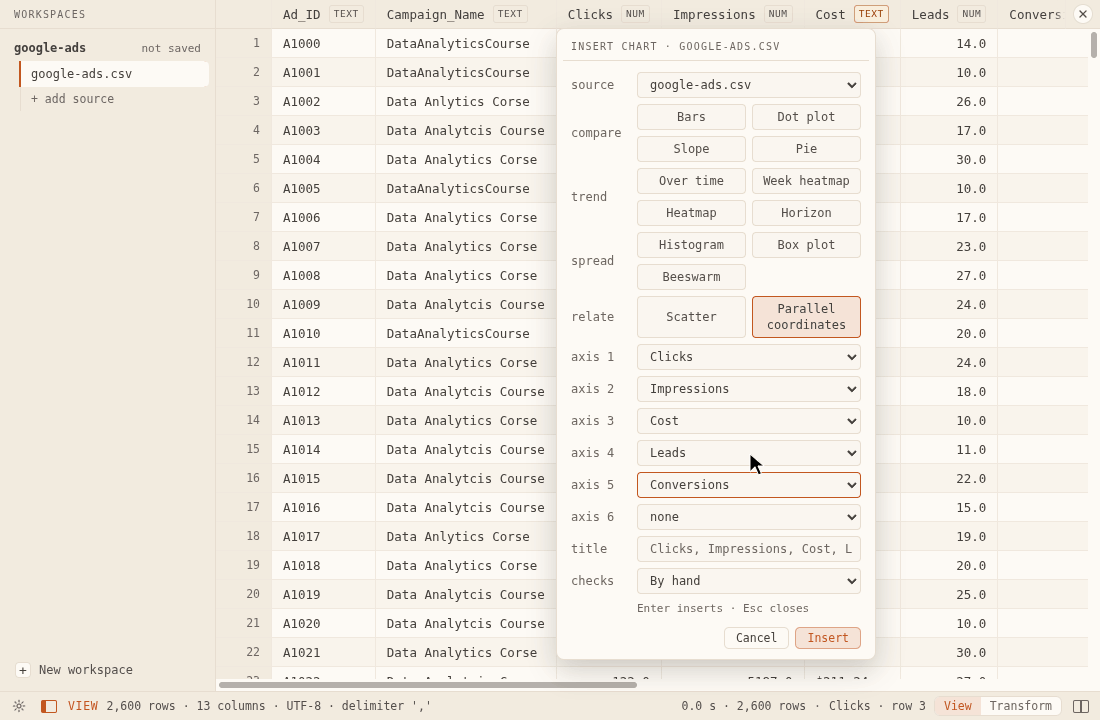 WORKSPACES
google-ads not saved
google-ads.csv
+ add source
New workspace
Ad_ID TEXT Campaign_Name TEXT Clicks NUM Impressions NUM Cost TEXT Leads NUM Convers
1 A1000 DataAnalyticsCourse 14.0
2 A1001 DataAnalyticsCourse 10.0
3 A1002 Data Anlytics Corse 26.0
4 A1003 Data Analytcis Course 17.0
5 A1004 Data Analytics Corse 30.0
6 A1005 DataAnalyticsCourse 10.0
7 A1006 Data Analytics Corse 17.0
8 A1007 Data Analytics Corse 23.0
9 A1008 Data Analytics Corse 27.0
10 A1009 Data Analytcis Course 24.0
11 A1010 DataAnalyticsCourse 20.0
12 A1011 Data Analytics Corse 24.0
13 A1012 Data Analytcis Course 18.0
14 A1013 Data Analytics Corse 10.0
15 A1014 Data Analytcis Course 11.0
16 A1015 Data Analytcis Course 22.0
17 A1016 Data Analytcis Course 15.0
18 A1017 Data Anlytics Corse 19.0
19 A1018 Data Analytcis Course 20.0
20 A1019 Data Analytcis Course 25.0
21 A1020 Data Analytcis Course 10.0
22 A1021 Data Analytcis Course 30.0
INSERT CHART · GOOGLE-ADS.CSV
source google-ads.csv
compare
Bars Dot plot
Slope Pie
trend
Over time Week heatmap
Heatmap Horizon
spread
Histogram Box plot
Beeswarm
relate Scatter Parallel
coordinates
axis 1 Clicks
axis 2 Impressions
axis 3 Cost
axis 4 Leads
axis 5 Conversions
axis 6 none
title Clicks, Impressions, Cost, L
checks By hand
Enter inserts · Esc closes
Cancel Insert
VIEW 2,600 rows · 13 columns · UTF-8 · delimiter ',' 0.0 s · 2,600 rows · Clicks · row 3 View Transform